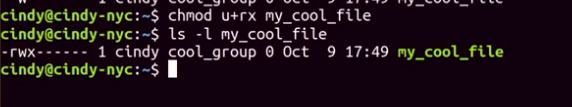 cindy@cindy-nyc:~$ chmod u+rx my_cool_file
cindy@cindy-nyc:~$ ls -l my_cool_file
-rwx------ 1 cindy cool_group 0 Oct  9 17:49 my_cool_file
cindy@cindy-nyc:~$